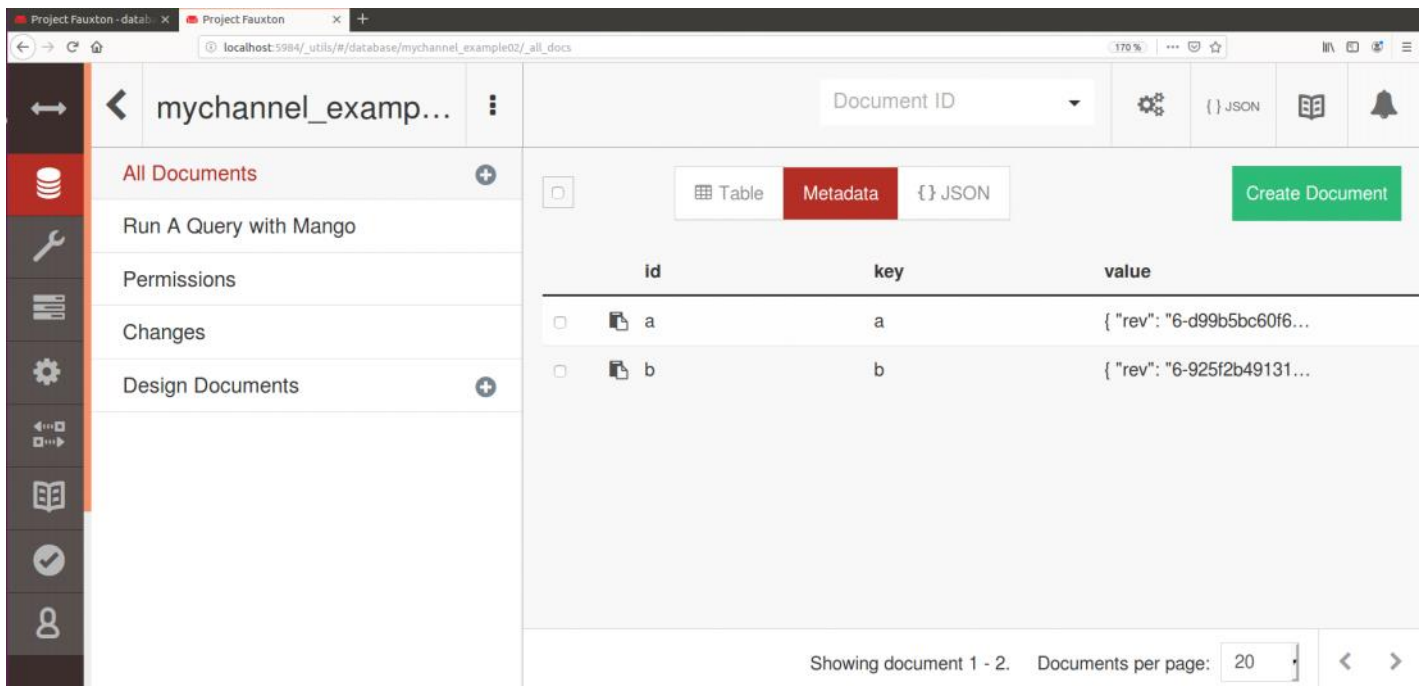 Project Fauxton - datab
Project Fauxton
localhost:5984/_utils/#/database/mychannel_example02/_all_docs
170 %
mychannel_examp...
Document ID
{ } JSON
All Documents
Run A Query with Mango
Permissions
Changes
Design Documents
Table
Metadata
{ } JSON
Create Document
id key value
a a { "rev": "6-d99b5bc60f6...
b b { "rev": "6-925f2b49131...
Showing document 1 - 2. Documents per page: 20